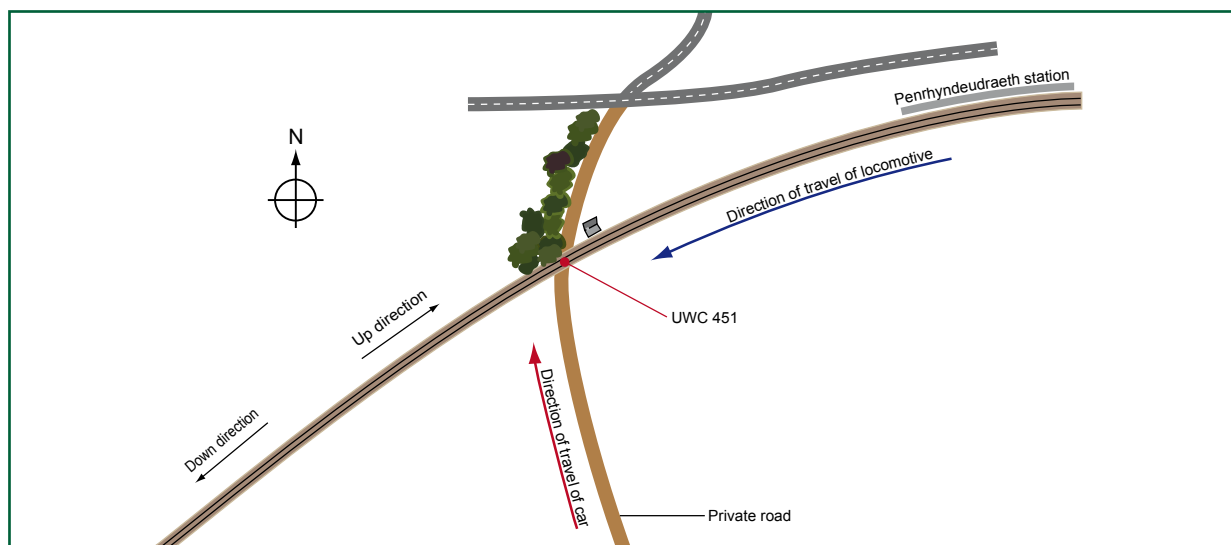 Penrhyndeudraeth station
N
Direction of travel of locomotive
Up direction
UWC 451
Direction of travel of car
Down direction
Private road